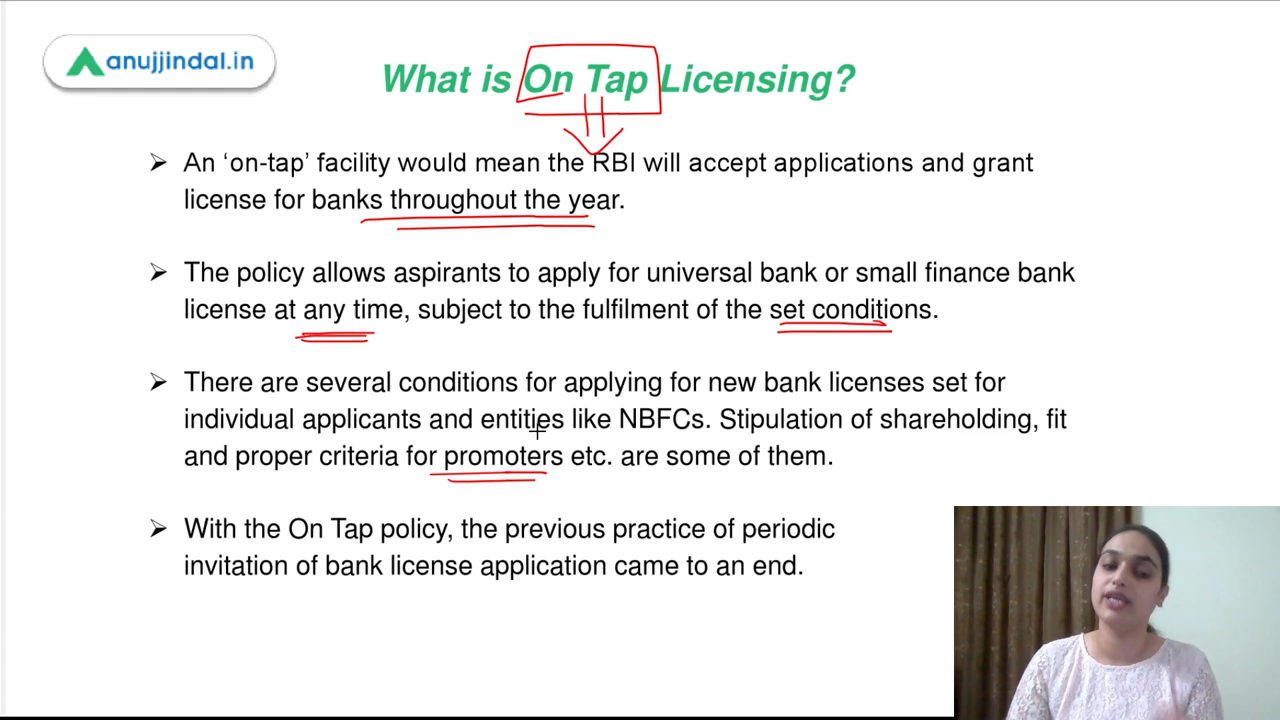 anujjindal.in
What is On Tap Licensing?
➢ An ‘on-tap’ facility would mean the RBI will accept applications and grant
license for banks throughout the year.
➢ The policy allows aspirants to apply for universal bank or small finance bank
license at any time, subject to the fulfilment of the set conditions.
➢ There are several conditions for applying for new bank licenses set for
individual applicants and entities like NBFCs. Stipulation of shareholding, fit
and proper criteria for promoters etc. are some of them.
➢ With the On Tap policy, the previous practice of periodic
invitation of bank license application came to an end.